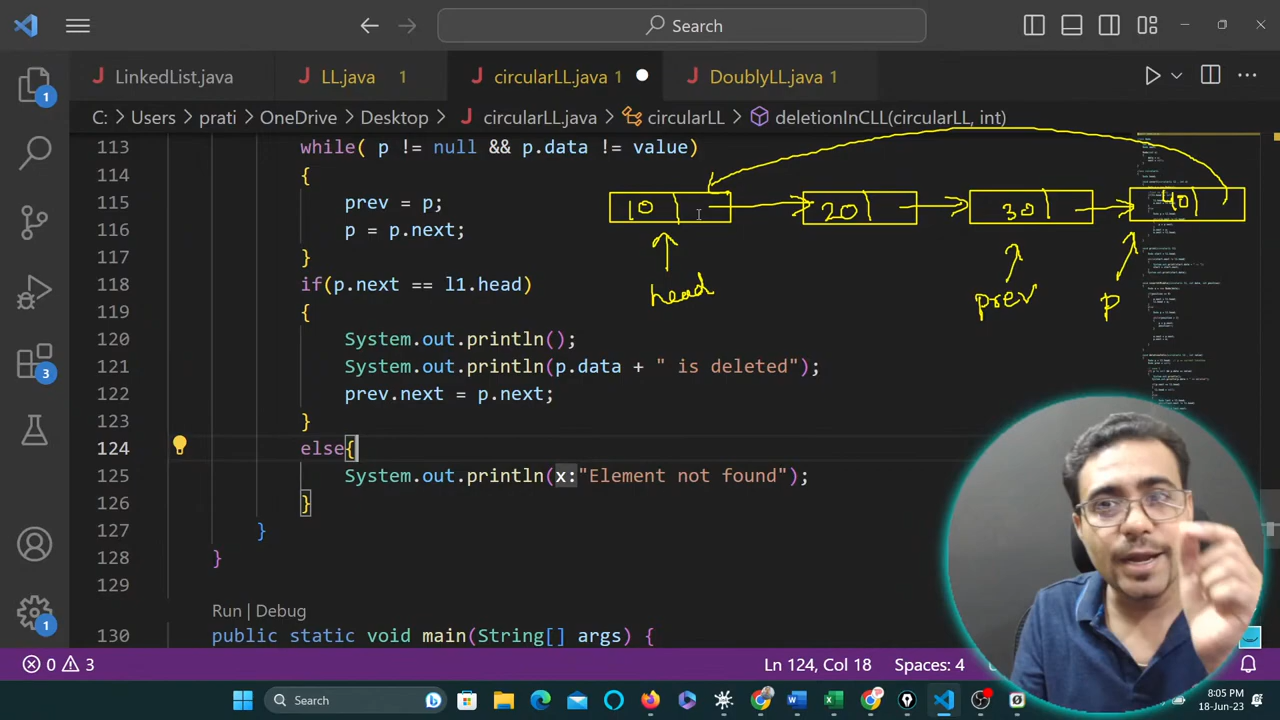 Search
LinkedList.java
LL.java 1
circularLL.java 1
DoublyLL.java 1
C: > Users > prati > OneDrive > Desktop > circularLL.java > circularLL > deletionInCLL(circularLL, int)
113 while( p != null && p.data != value)
114 {
115 prev = p;
116 p = p.next;
117 }
118 if(p.next == l1.head)
119 {
120 System.out.println();
121 System.out.println(p.data + " is deleted");
122 prev.next = p.next;
123 }
124 else{
125 System.out.println(x:"Element not found");
126 }
127 }
128 }
129
Run | Debug
130 public static void main(String[] args) {
10 20 30 40
head prev p
1
3
1
0 3
Ln 124, Col 18 Spaces: 4
Search
8:05 PM
18-Jun-23